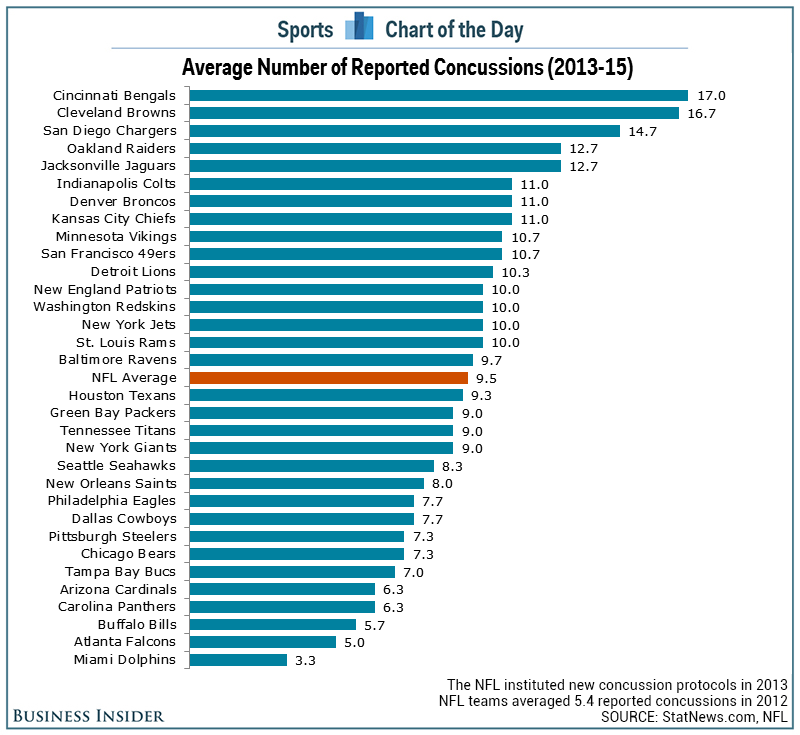 Sports Chart of the Day
Average Number of Reported Concussions (2013-15)
Cincinnati Bengals 17.0
Cleveland Browns 16.7
San Diego Chargers 14.7
Oakland Raiders 12.7
Jacksonville Jaguars 12.7
Indianapolis Colts 11.0
Denver Broncos 11.0
Kansas City Chiefs 11.0
Minnesota Vikings 10.7
San Francisco 49ers 10.7
Detroit Lions 10.3
New England Patriots 10.0
Washington Redskins 10.0
New York Jets 10.0
St. Louis Rams 10.0
Baltimore Ravens 9.7
NFL Average 9.5
Houston Texans 9.3
Green Bay Packers 9.0
Tennessee Titans 9.0
New York Giants 9.0
Seattle Seahawks 8.3
New Orleans Saints 8.0
Philadelphia Eagles 7.7
Dallas Cowboys 7.7
Pittsburgh Steelers 7.3
Chicago Bears 7.3
Tampa Bay Bucs 7.0
Arizona Cardinals 6.3
Carolina Panthers 6.3
Buffalo Bills 5.7
Atlanta Falcons 5.0
Miami Dolphins 3.3
The NFL instituted new concussion protocols in 2013
NFL teams averaged 5.4 reported concussions in 2012
BUSINESS INSIDER SOURCE: StatNews.com, NFL